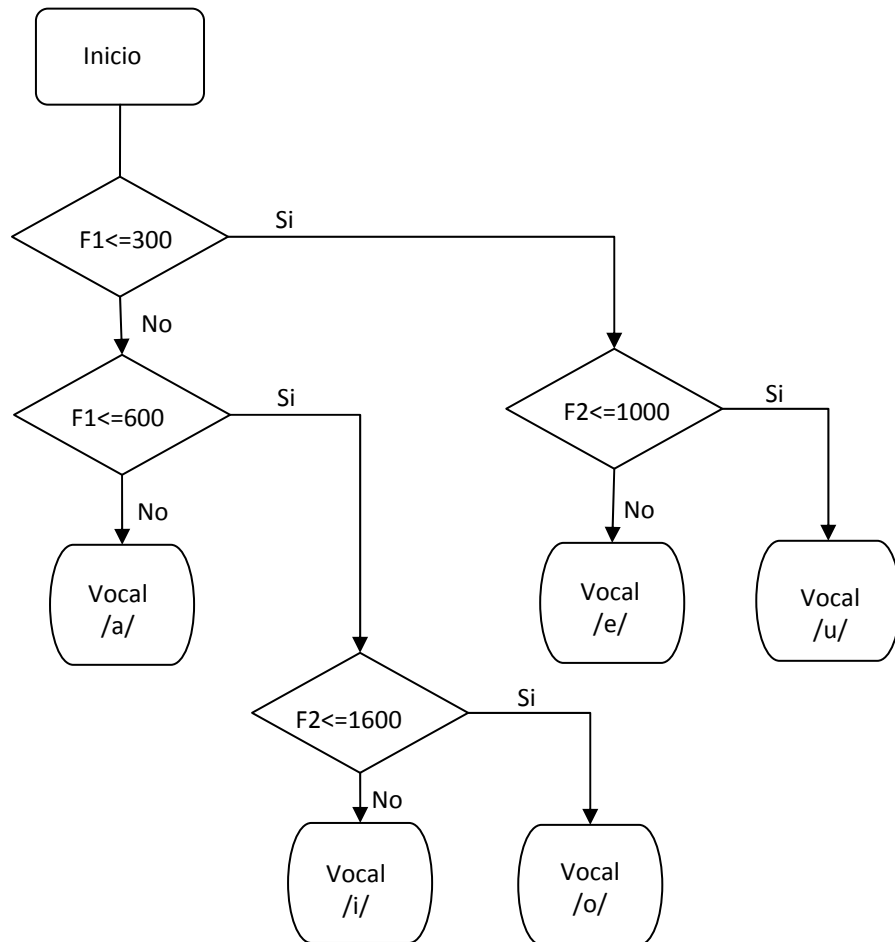 Inicio
F1<=300
Si
No
F1<=600
Si
F2<=1000
Si
No
No
Vocal
/a/
Vocal
/e/
Vocal
/u/
F2<=1600
Si
No
Vocal
/i/
Vocal
/o/